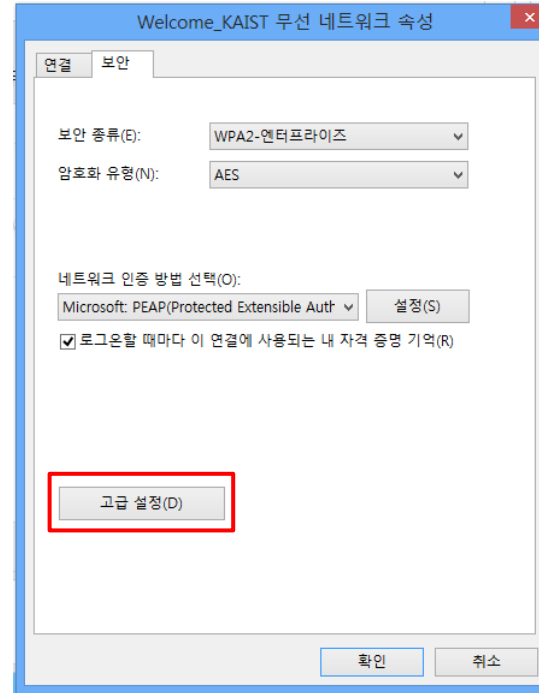 Welcome_KAIST 무선 네트워크 속성
연결 보안
보안 종류(E): WPA2-엔터프라이즈
암호화 유형(N): AES
네트워크 인증 방법 선택(O):
Microsoft: PEAP(Protected Extensible Auth 설정(S)
로그온할 때마다 이 연결에 사용되는 내 자격 증명 기억(R)
고급 설정(D)
확인 취소